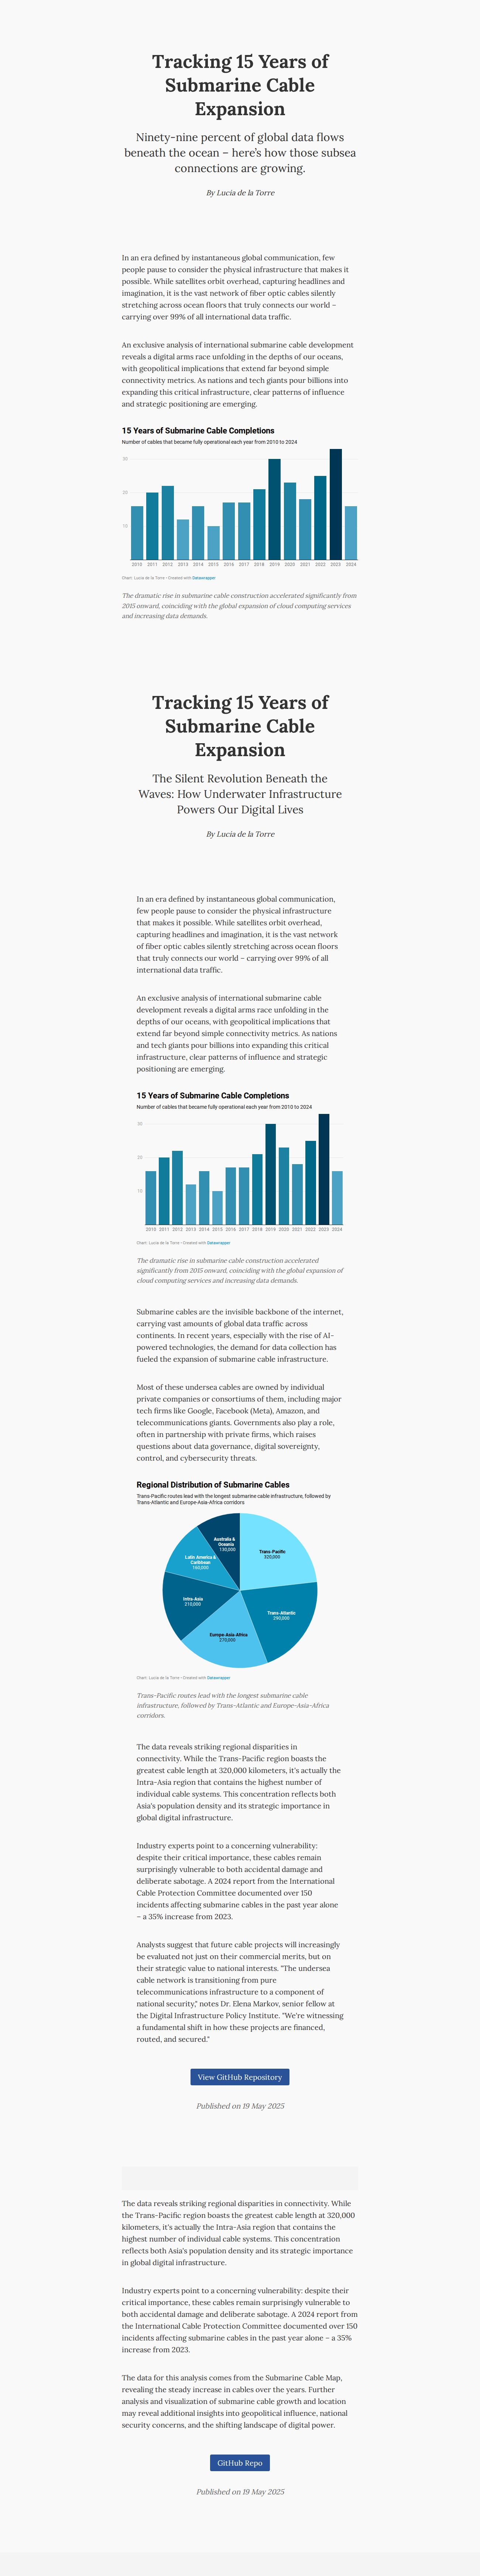 Tracking 15 Years of
Submarine Cable
Expansion
Ninety-nine percent of global data flows
beneath the ocean – here's how those subsea
connections are growing.
By Lucia de la Torre
In an era defined by instantaneous global communication, few
people pause to consider the physical infrastructure that makes it
possible. While satellites orbit overhead, capturing headlines and
imagination, it is the vast network of fiber optic cables silently
stretching across ocean floors that truly connects our world –
carrying over 99% of all international data traffic.
An exclusive analysis of international submarine cable development
reveals a digital arms race unfolding in the depths of our oceans,
with geopolitical implications that extend far beyond simple
connectivity metrics. As nations and tech giants pour billions into
expanding this critical infrastructure, clear patterns of influence
and strategic positioning are emerging.
15 Years of Submarine Cable Completions
Number of cables that became fully operational each year from 2010 to 2024
30
20
10
2010 2011 2012 2013 2014 2015 2016 2017 2018 2019 2020 2021 2022 2023 2024
Chart: Lucia de la Torre • Created with Datawrapper
The dramatic rise in submarine cable construction accelerated significantly from
2015 onward, coinciding with the global expansion of cloud computing services
and increasing data demands.
Tracking 15 Years of
Submarine Cable
Expansion
The Silent Revolution Beneath the
Waves: How Underwater Infrastructure
Powers Our Digital Lives
By Lucia de la Torre
In an era defined by instantaneous global communication,
few people pause to consider the physical infrastructure
that makes it possible. While satellites orbit overhead,
capturing headlines and imagination, it is the vast network
of fiber optic cables silently stretching across ocean floors
that truly connects our world – carrying over 99% of all
international data traffic.
An exclusive analysis of international submarine cable
development reveals a digital arms race unfolding in the
depths of our oceans, with geopolitical implications that
extend far beyond simple connectivity metrics. As nations
and tech giants pour billions into expanding this critical
infrastructure, clear patterns of influence and strategic
positioning are emerging.
15 Years of Submarine Cable Completions
Number of cables that became fully operational each year from 2010 to 2024
30
20
10
2010 2011 2012 2013 2014 2015 2016 2017 2018 2019 2020 2021 2022 2023 2024
Chart: Lucia de la Torre • Created with Datawrapper
The dramatic rise in submarine cable construction accelerated
significantly from 2015 onward, coinciding with the global expansion of
cloud computing services and increasing data demands.
Submarine cables are the invisible backbone of the internet,
carrying vast amounts of global data traffic across
continents. In recent years, especially with the rise of AI-
powered technologies, the demand for data collection has
fueled the expansion of submarine cable infrastructure.
Most of these undersea cables are owned by individual
private companies or consortiums of them, including major
tech firms like Google, Facebook (Meta), Amazon, and
telecommunications giants. Governments also play a role,
often in partnership with private firms, which raises
questions about data governance, digital sovereignty,
control, and cybersecurity threats.
Regional Distribution of Submarine Cables
Trans-Pacific routes lead with the longest submarine cable infrastructure, followed by
Trans-Atlantic and Europe-Asia-Africa corridors
Australia &
Oceania
130,000
Trans-Pacific
320,000
Latin America &
Caribbean
160,000
Intra-Asia
210,000
Trans-Atlantic
290,000
Europe-Asia-Africa
270,000
Chart: Lucia de la Torre • Created with Datawrapper
Trans-Pacific routes lead with the longest submarine cable
infrastructure, followed by Trans-Atlantic and Europe-Asia-Africa
corridors.
The data reveals striking regional disparities in
connectivity. While the Trans-Pacific region boasts the
greatest cable length at 320,000 kilometers, it's actually the
Intra-Asia region that contains the highest number of
individual cable systems. This concentration reflects both
Asia's population density and its strategic importance in
global digital infrastructure.
Industry experts point to a concerning vulnerability:
despite their critical importance, these cables remain
surprisingly vulnerable to both accidental damage and
deliberate sabotage. A 2024 report from the International
Cable Protection Committee documented over 150
incidents affecting submarine cables in the past year alone
– a 35% increase from 2023.
Analysts suggest that future cable projects will increasingly
be evaluated not just on their commercial merits, but on
their strategic value to national interests. "The undersea
cable network is transitioning from pure
telecommunications infrastructure to a component of
national security," notes Dr. Elena Markov, senior fellow at
the Digital Infrastructure Policy Institute. "We're witnessing
a fundamental shift in how these projects are financed,
routed, and secured."
View GitHub Repository
Published on 19 May 2025
The data reveals striking regional disparities in connectivity. While
the Trans-Pacific region boasts the greatest cable length at 320,000
kilometers, it's actually the Intra-Asia region that contains the
highest number of individual cable systems. This concentration
reflects both Asia's population density and its strategic importance
in global digital infrastructure.
Industry experts point to a concerning vulnerability: despite their
critical importance, these cables remain surprisingly vulnerable to
both accidental damage and deliberate sabotage. A 2024 report from
the International Cable Protection Committee documented over 150
incidents affecting submarine cables in the past year alone – a 35%
increase from 2023.
The data for this analysis comes from the Submarine Cable Map,
revealing the steady increase in cables over the years. Further
analysis and visualization of submarine cable growth and location
may reveal additional insights into geopolitical influence, national
security concerns, and the shifting landscape of digital power.
GitHub Repo
Published on 19 May 2025